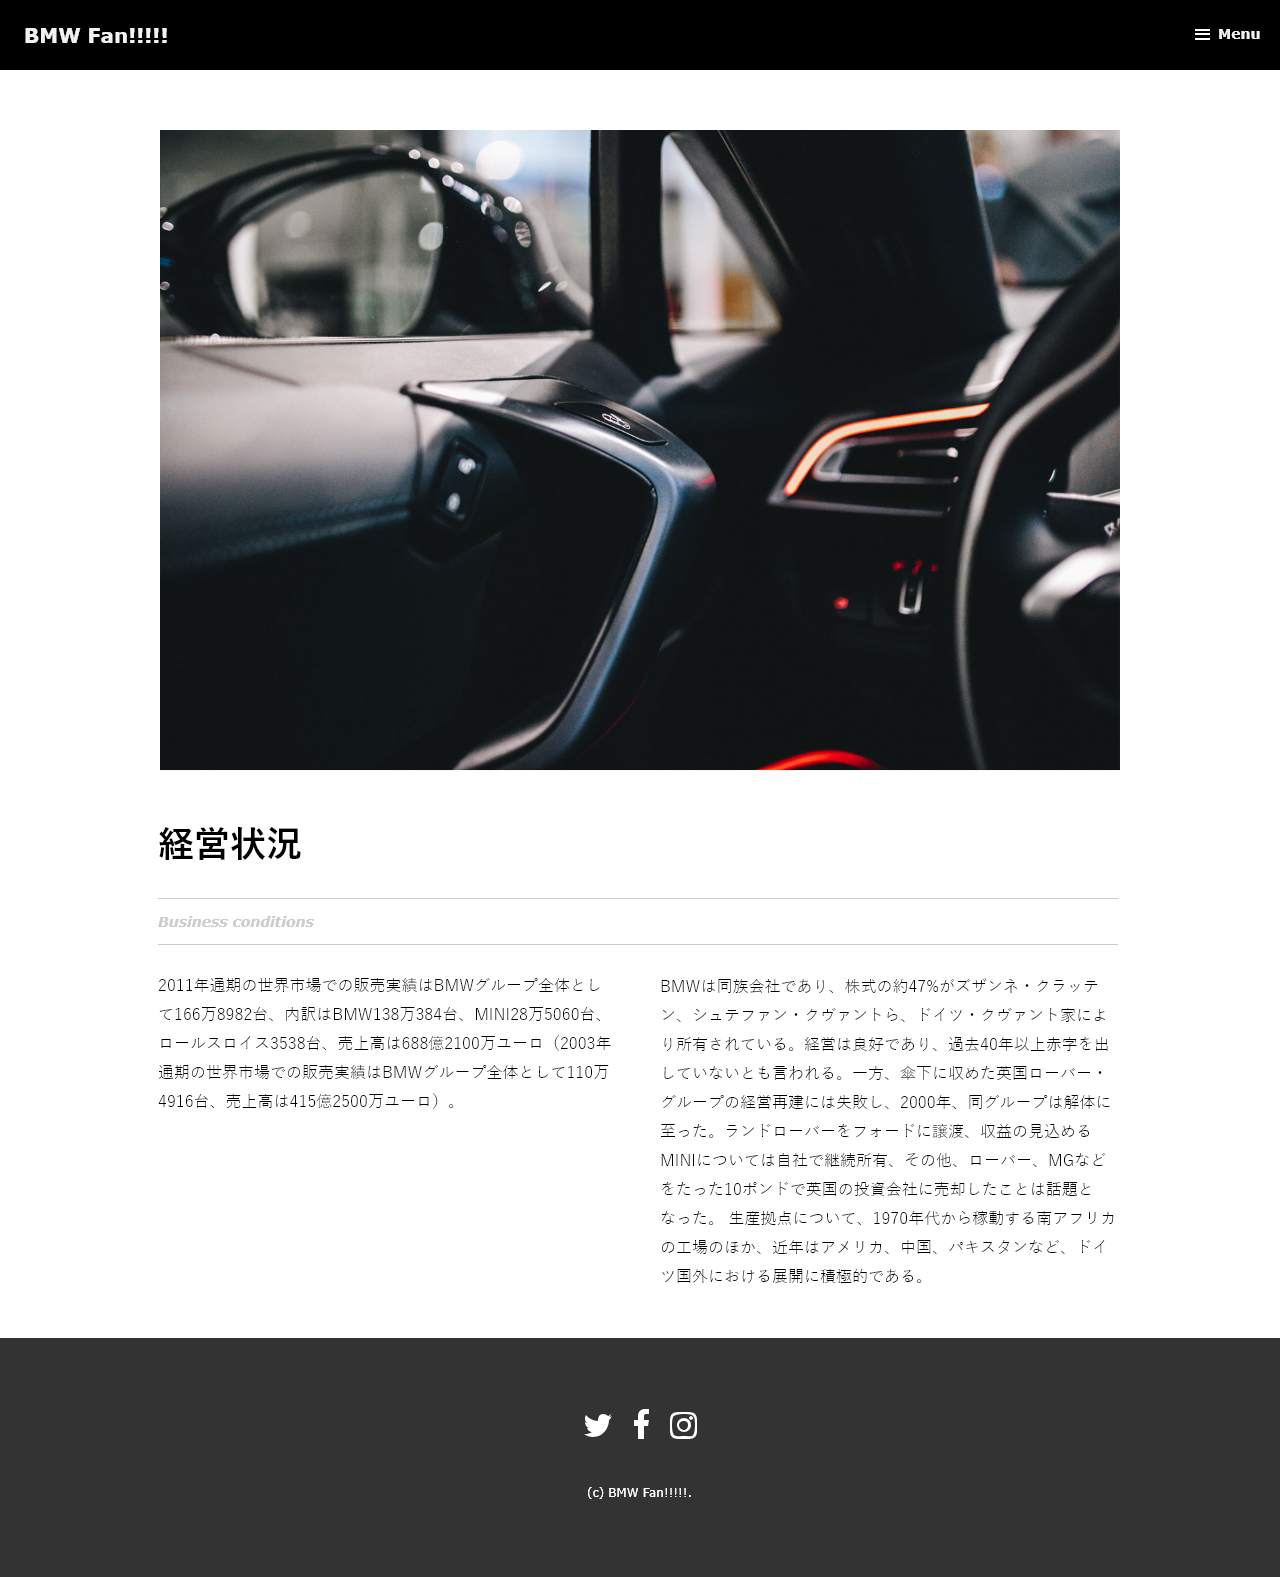 BMW Fan!!!!!
Menu
経営状況
Business conditions
2011年通期の世界市場での販売実績はBMWグループ全体とし
て166万8982台、内訳はBMW138万384台、MINI28万5060台、
ロールスロイス3538台、売上高は688億2100万ユーロ（2003年
通期の世界市場での販売実績はBMWグループ全体として110万
4916台、売上高は415億2500万ユーロ）。
BMWは同族会社であり、株式の約47%がズザンネ・クラッテ
ン、シュテファン・クヴァントら、ドイツ・クヴァント家によ
り所有されている。経営は良好であり、過去40年以上赤字を出
していないとも言われる。一方、傘下に収めた英国ローバー・
グループの経営再建には失敗し、2000年、同グループは解体に
至った。ランドローバーをフォードに譲渡、収益の見込める
MINIについては自社で継続所有、その他、ローバー、MGなど
をたった10ポンドで英国の投資会社に売却したことは話題と
なった。 生産拠点について、1970年代から稼動する南アフリカ
の工場のほか、近年はアメリカ、中国、パキスタンなど、ドイ
ツ国外における展開に積極的である。
(c) BMW Fan!!!!!.